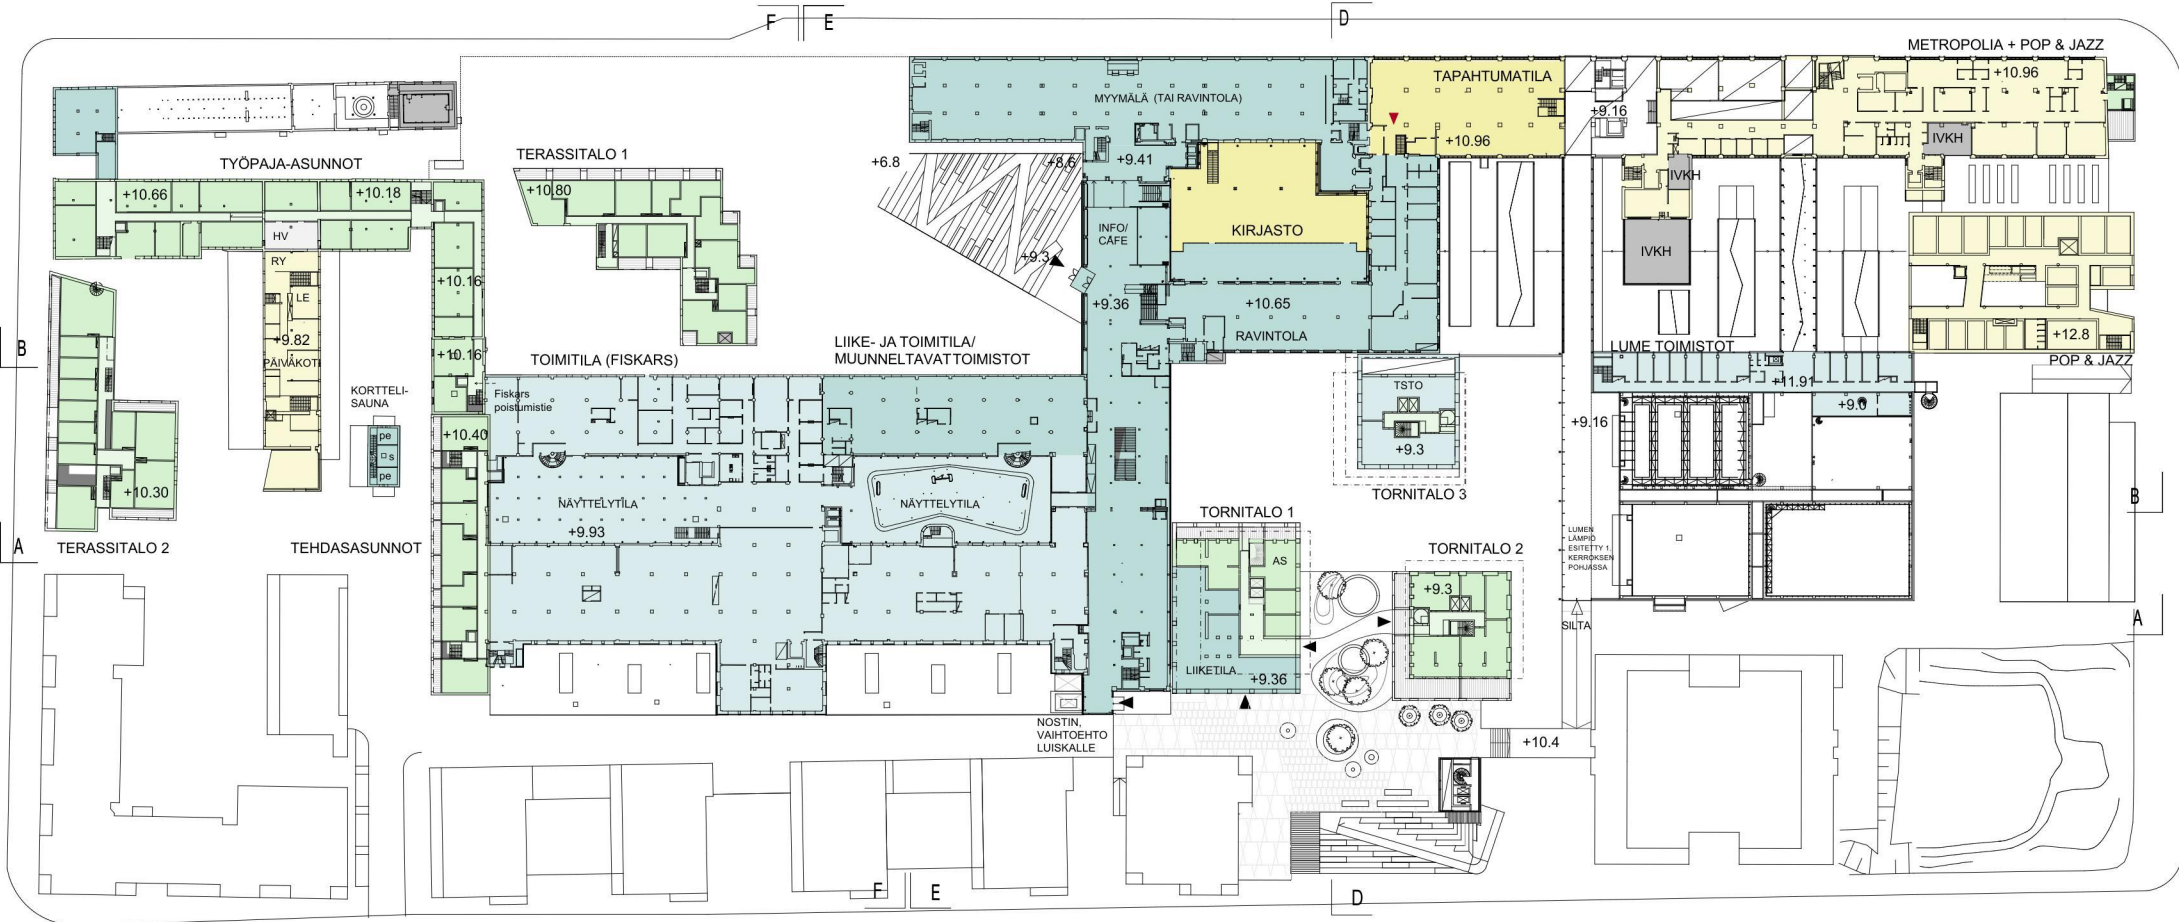 F
E
D
METROPOLIA + POP & JAZZ
+10.96
TAPAHTUMATILA
MYYMÄLÄ (TAI RAVINTOLA)
+9.16
+10.96
IVKH
TYÖPAJA-ASUNNOT
TERASSITALO 1
+6.8
+8.6
+9.41
IVKH
+10.66
+10.18
+10.80
HV
INFO/
CAFE
KIRJASTO
IVKH
RY
+9.3
LE
+10.16
+9.36
+10.65
+9.82
RAVINTOLA
+12.8
B
PÄIVÄKOTI
+10.16
TOIMITILA (FISKARS)
LIIKE- JA TOIMITILA/
MUUNNELTAVAT TOIMISTOT
LUME TOIMISTOT
POP & JAZZ
KORTTELI-
SAUNA
Fiskars
poistumistie
TSTO
+11.91
+9.0
pe
s
pe
+10.40
+9.3
+9.16
+10.30
NÄYTTELYTILA
+9.93
NÄYTTELYTILA
TORNITALO 3
B
TORNITALO 1
A
TERASSITALO 2
TEHDASASUNNOT
TORNITALO 2
LUMEN
LÄMPIÖ
ESITETTY 1.
KERROKSEN
POHJASSA
AS
+9.3
A
SILTA
LIIKETILA
+9.36
NOSTIN,
VAIHTOEHTO
LUISKALLE
+10.4
F
E
D